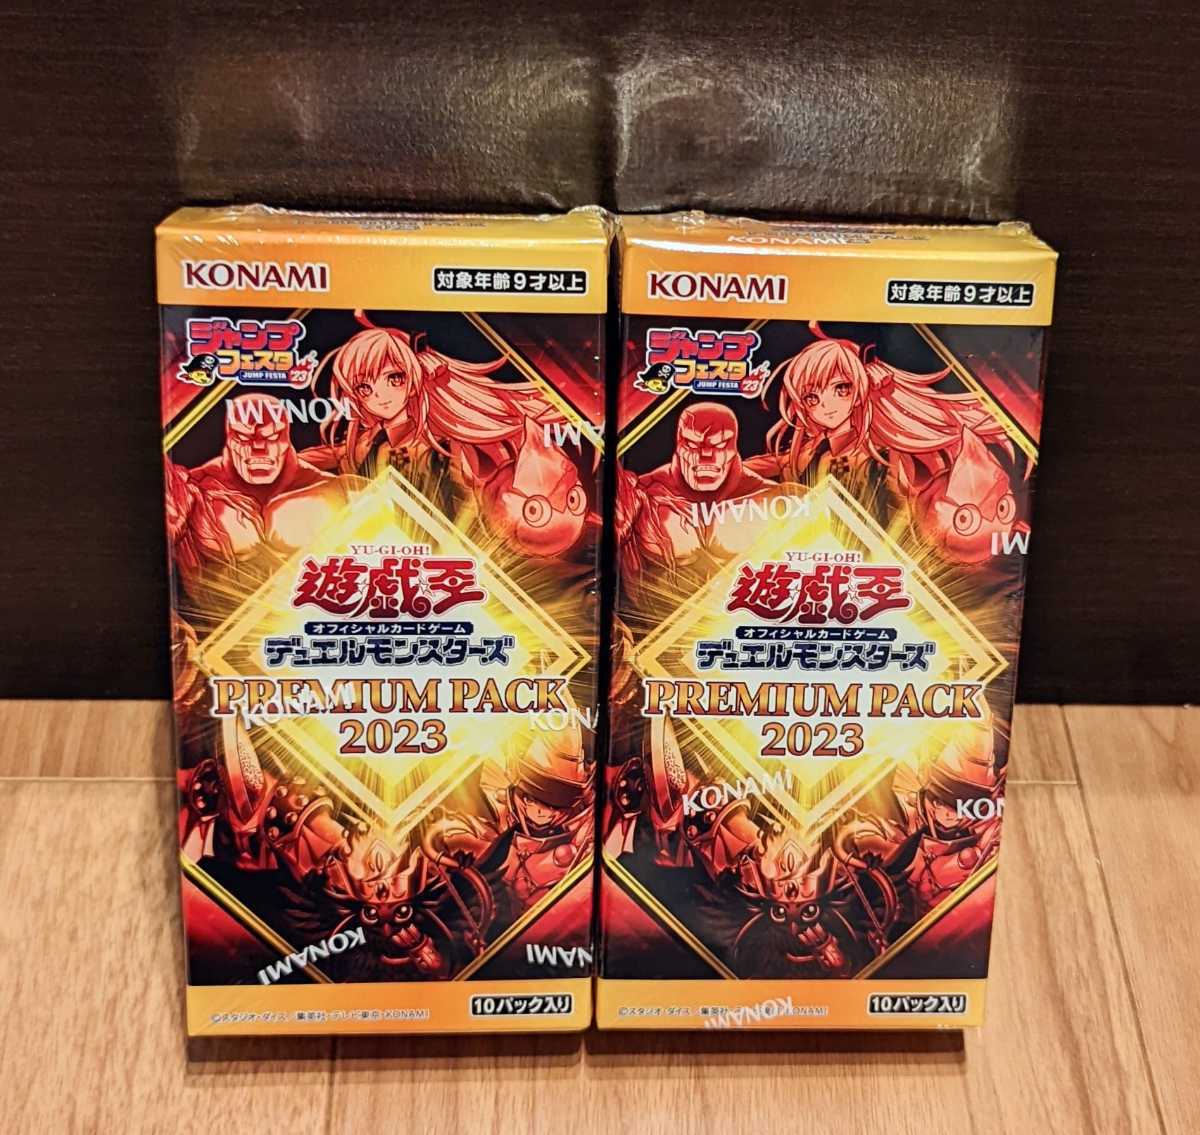 KONAMI
対象年齢9才以上
ジャンプ
フェスタ
JUMP FESTA '23
KONAMI
YU-GI-OH!
遊戯王
オフィシャルカードゲーム
デュエルモンスターズ
PREMIUM PACK
2023
KONAMI
KONAMI
10パック入り
©スタジオ・ダイス／集英社・テレビ東京・KONAMI
KONAMI
対象年齢9才以上
ジャンプ
フェスタ
JUMP FESTA '23
KONAMI
YU-GI-OH!
遊戯王
オフィシャルカードゲーム
デュエルモンスターズ
PREMIUM PACK
2023
KONAMI
10パック入り